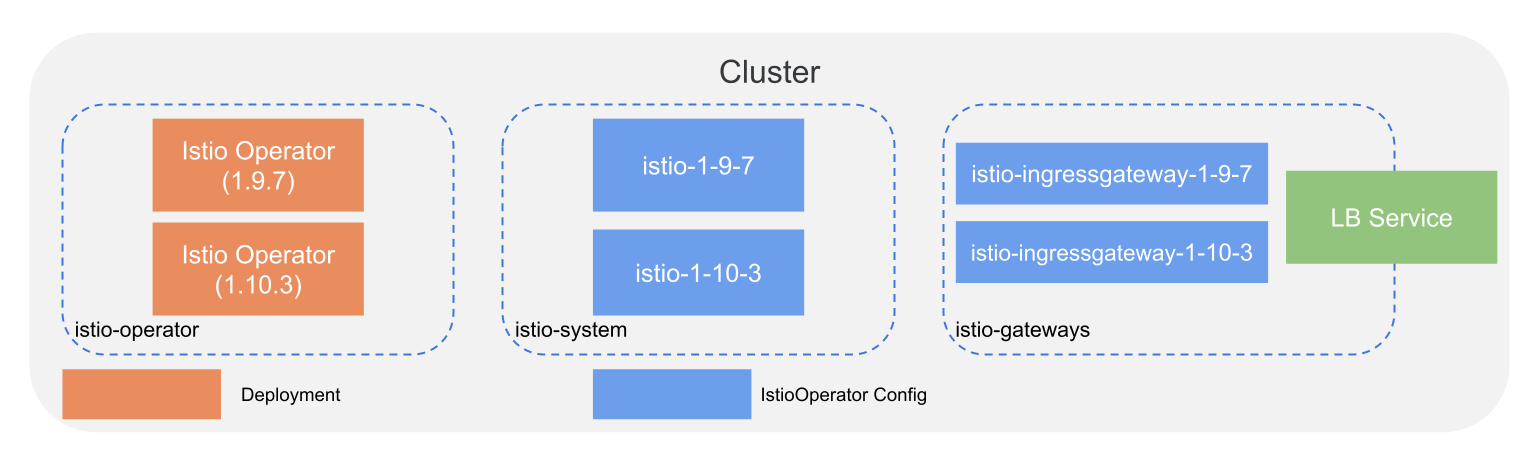 Cluster
Istio Operator
(1.9.7)
Istio Operator
(1.10.3)
istio-operator
istio-1-9-7
istio-1-10-3
istio-system
istio-ingressgateway-1-9-7
istio-ingressgateway-1-10-3
LB Service
istio-gateways
Deployment
IstioOperator Config